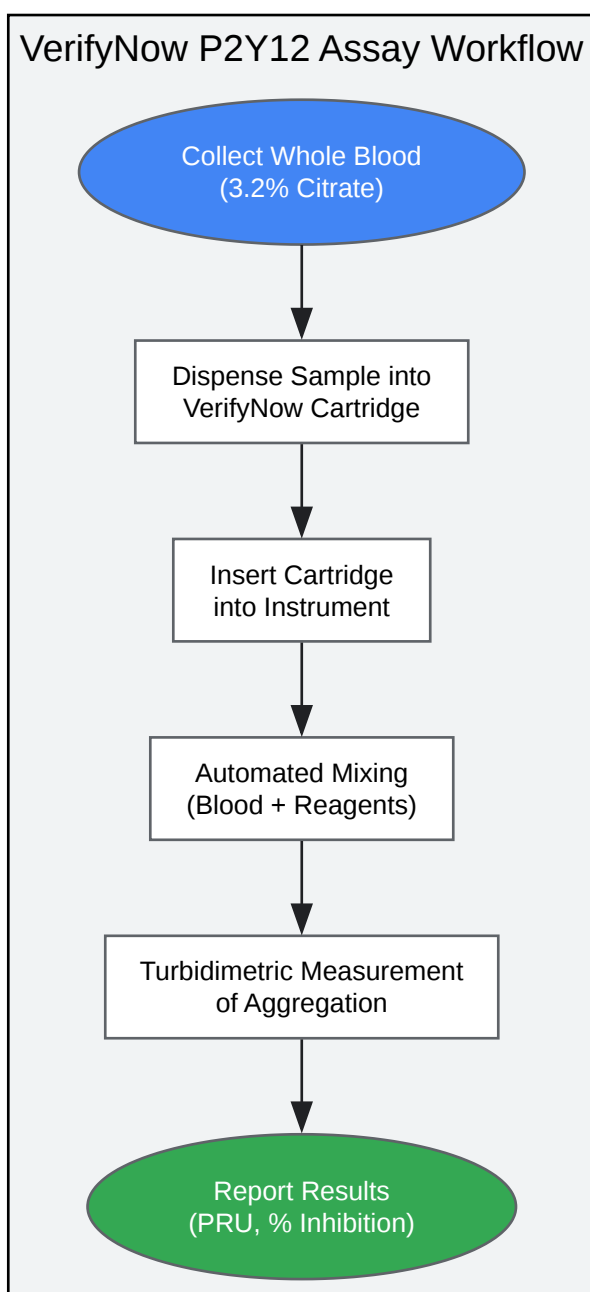 VerifyNow P2Y12 Assay Workflow
Collect Whole Blood
(3.2% Citrate)
Dispense Sample into
VerifyNow Cartridge
Insert Cartridge
into Instrument
Automated Mixing
(Blood + Reagents)
Turbidimetric Measurement
of Aggregation
Report Results
(PRU, % Inhibition)